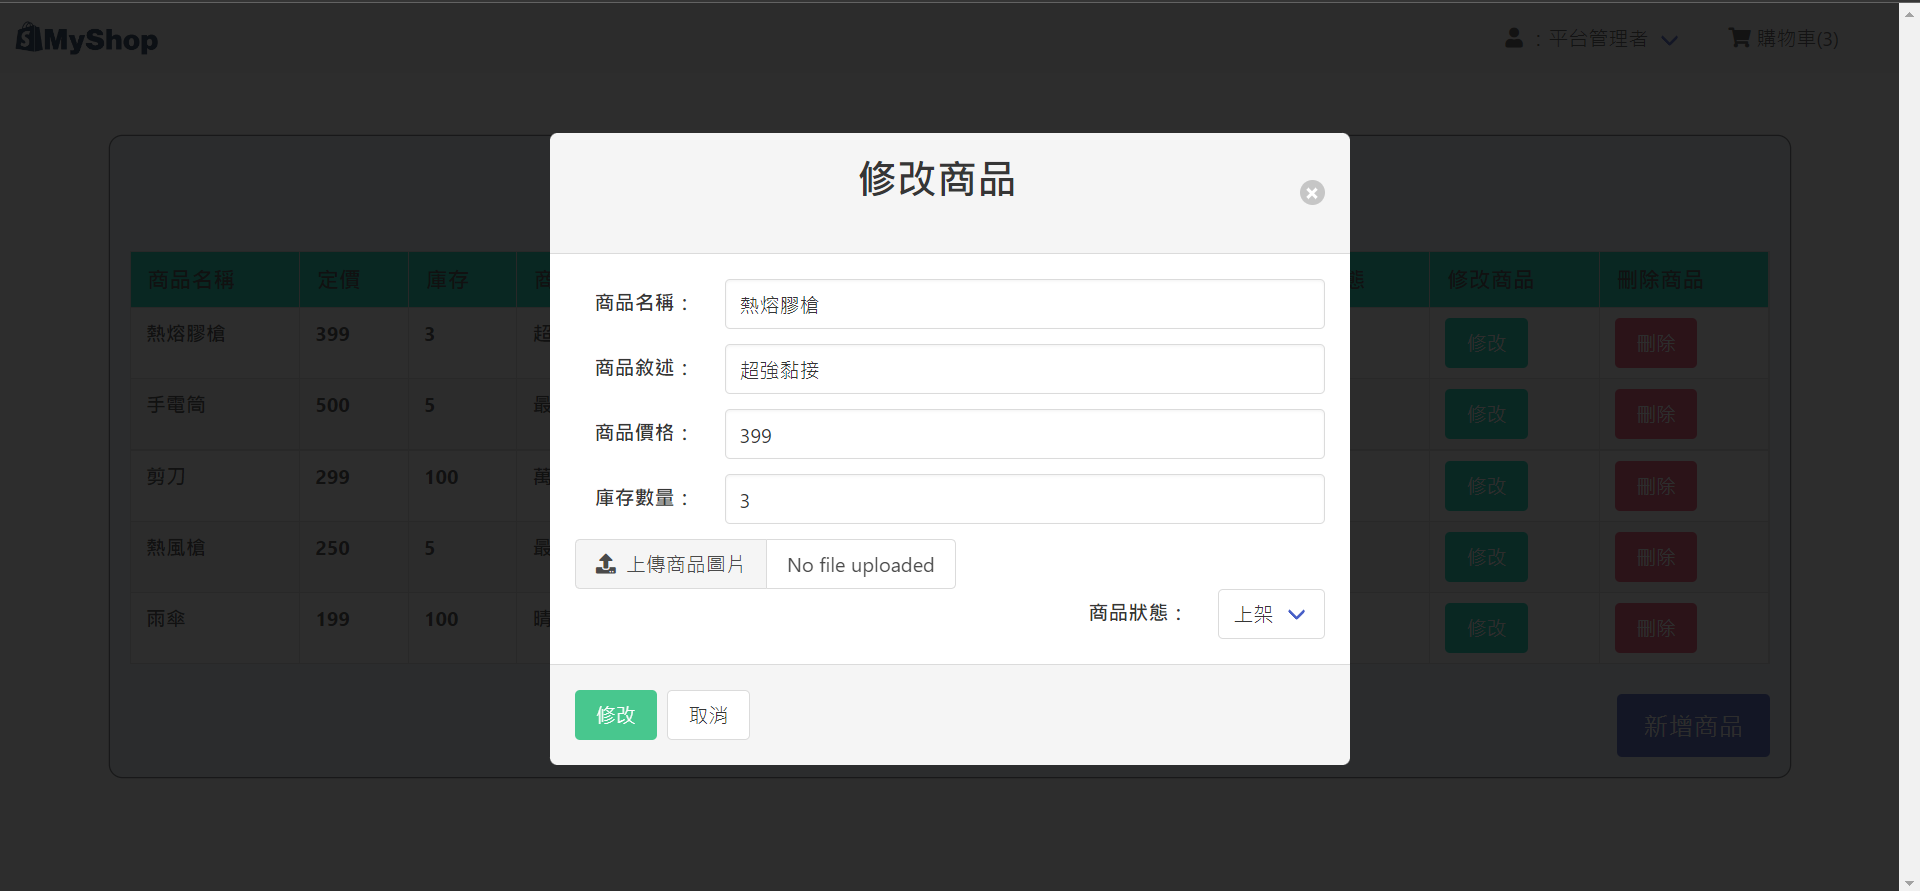 MyShop
：平台管理者
購物車(3)
修改商品
商品名稱 定價 庫存 商 態 修改商品 刪除商品
熱熔膠槍 399 3 超 修改 刪除
手電筒 500 5 最 修改 刪除
剪刀 299 100 萬 修改 刪除
熱風槍 250 5 最 修改 刪除
雨傘 199 100 晴 修改 刪除
新增商品
商品名稱： 熱熔膠槍
商品敘述： 超強黏接
商品價格： 399
庫存數量： 3
上傳商品圖片 No file uploaded
商品狀態： 上架
修改 取消